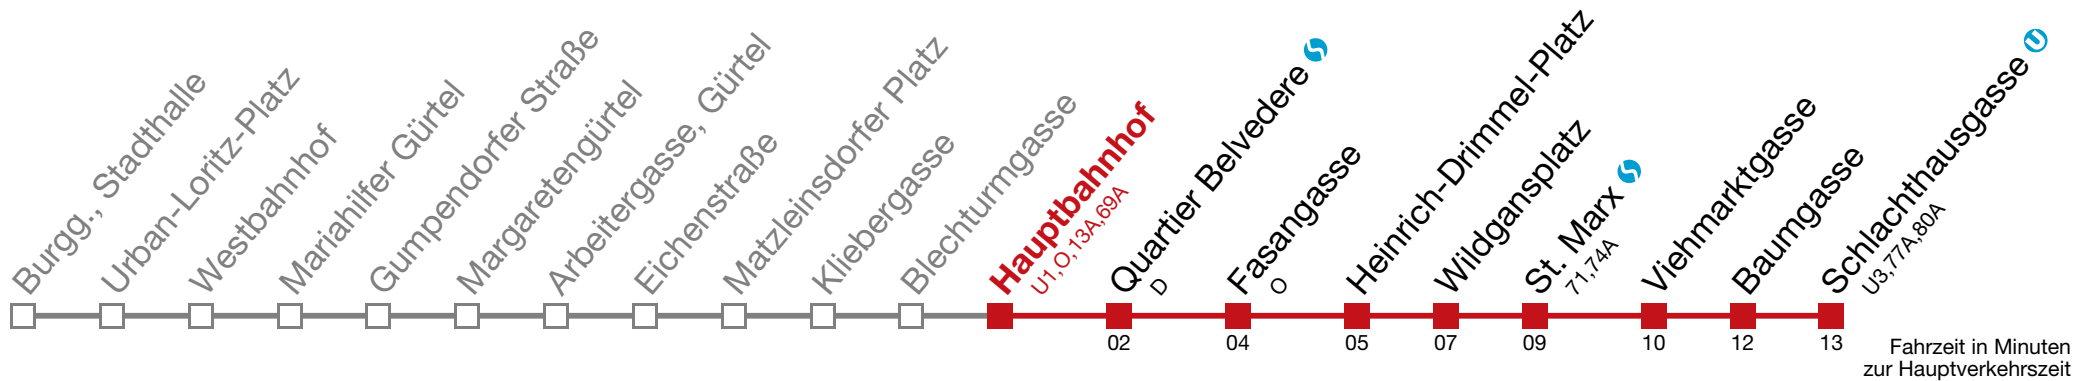 Burgg., Stadthalle
Urban-Loritz-Platz
Westbahnhof
Mariahilfer Gürtel
Gumpendorfer Straße
Margaretengürtel
Arbeitergasse, Gürtel
Eichenstraße
Matzleinsdorfer Platz
Kliebergasse
Blechturmgasse
Hauptbahnhof
U1,O,13A,69A
Quartier Belvedere S
D
02
Fasangasse
O
04
Heinrich-Drimmel-Platz
05
Wildgansplatz
07
St. Marx S
71,74A
09
Viehmarktgasse
10
Baumgasse
12
Schlachthausgasse U
U3,77A,80A
13
Fahrzeit in Minuten
zur Hauptverkehrszeit